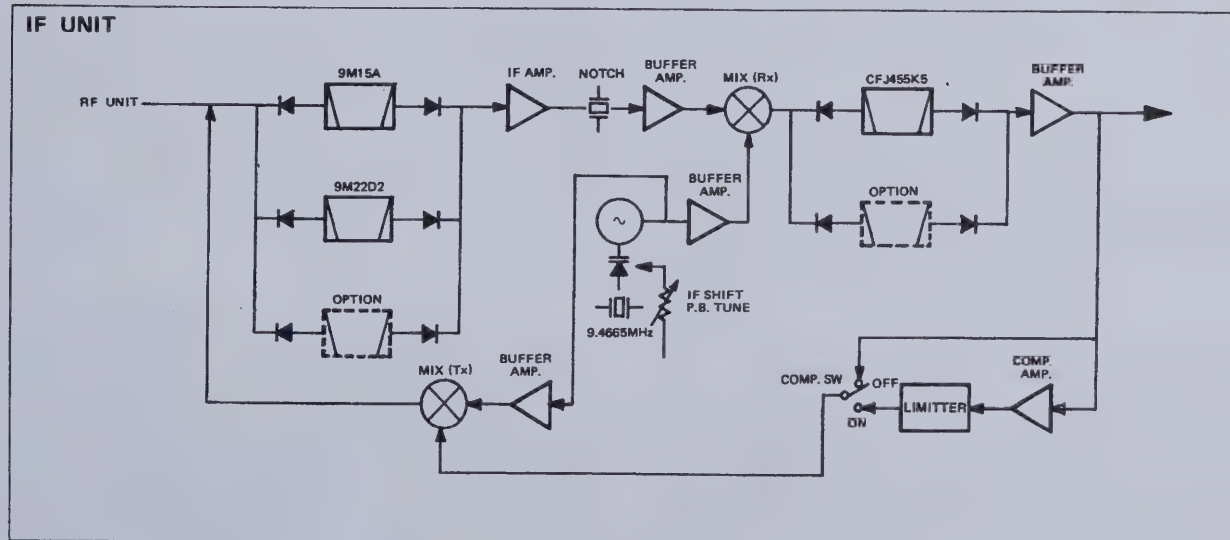 IF UNIT
RF UNIT
9M15A
9M22D2
OPTION
IF AMP.
NOTCH
BUFFER
AMP.
MIX (Rx)
CFJ455K5
BUFFER
AMP.
OPTION
BUFFER
AMP.
~
IF SHIFT
P.B. TUNE
9.4665MHz
MIX (Tx)
BUFFER
AMP.
COMP. SW
OFF
ON
LIMITTER
COMP.
AMP.